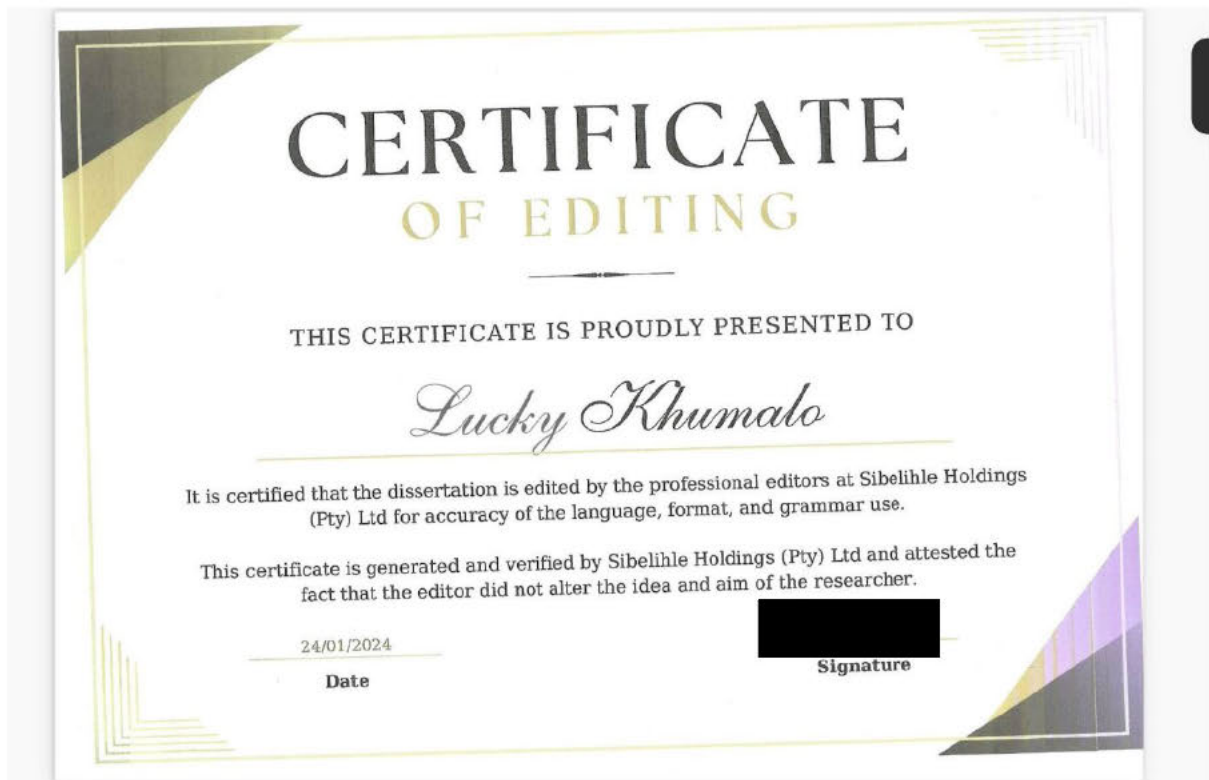 CERTIFICATE
OF EDITING
THIS CERTIFICATE IS PROUDLY PRESENTED TO
Lucky Khumalo
It is certified that the dissertation is edited by the professional editors at Sibelihle Holdings
(Pty) Ltd for accuracy of the language, format, and grammar use.
This certificate is generated and verified by Sibelihle Holdings (Pty) Ltd and attested the
fact that the editor did not alter the idea and aim of the researcher.
24/01/2024
Date
Signature